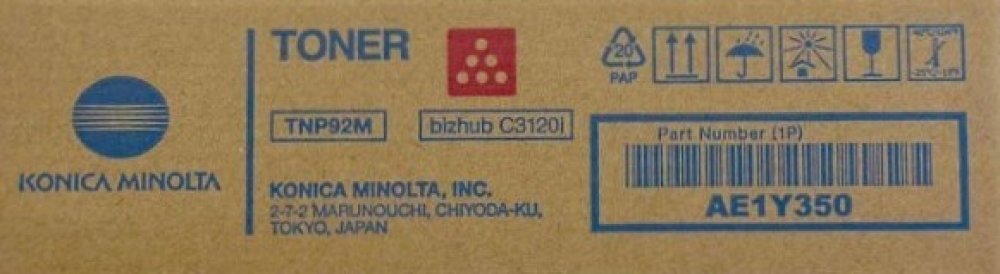 KONICA MINOLTA
TONER
TNP92M
bizhub C3120i
KONICA MINOLTA, INC.
2-7-2 MARUNOUCHI, CHIYODA-KU,
TOKYO, JAPAN
20
PAP
Part Number (1P)
AE1Y350